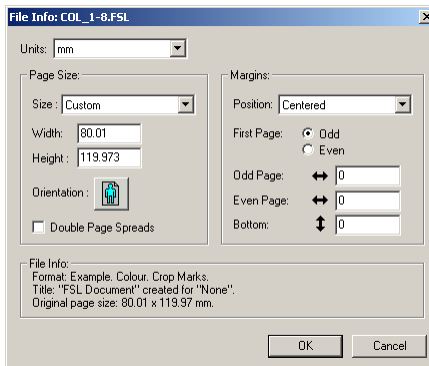 File Info: COL_1-8.FSL
Units: mm
Page Size:
Size : Custom
Width: 80.01
Height : 119.973
Orientation :
Double Page Spreads
Margins:
Position: Centered
First Page: Odd
Even
Odd Page: 0
Even Page: 0
Bottom: 0
File Info:
Format: Example. Colour. Crop Marks.
Title: "FSL Document" created for "None".
Original page size: 80.01 x 119.97 mm.
OK Cancel